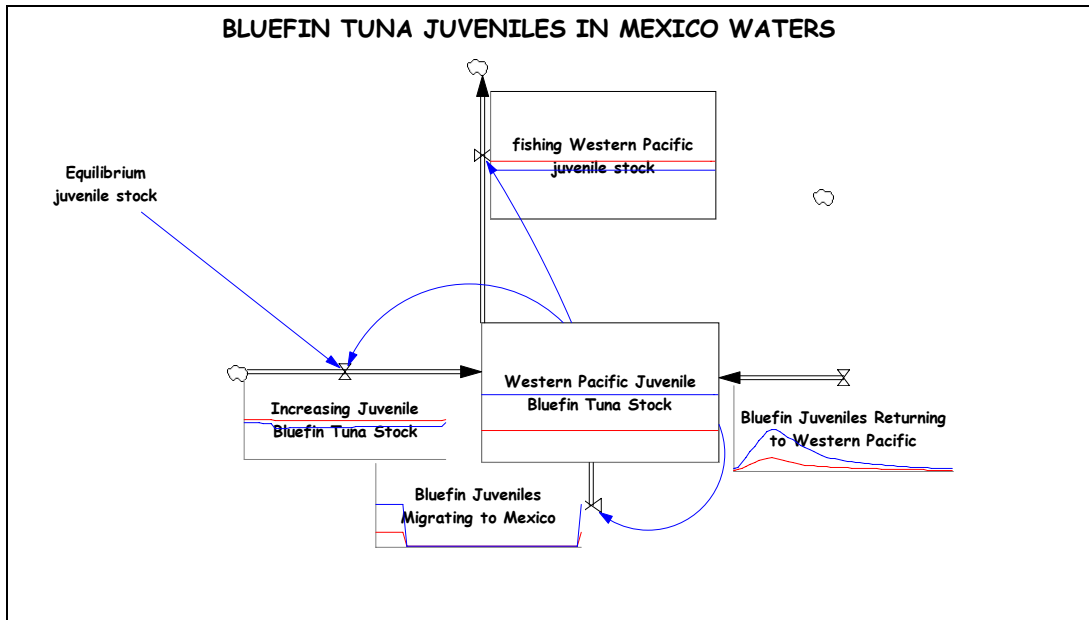 BLUEFIN TUNA JUVENILES IN MEXICO WATERS
fishing Western Pacific
juvenile stock
Equilibrium
juvenile stock
Western Pacific Juvenile
Bluefin Tuna Stock
Increasing Juvenile
Bluefin Tuna Stock
Bluefin Juveniles Returning
to Western Pacific
Bluefin Juveniles
Migrating to Mexico